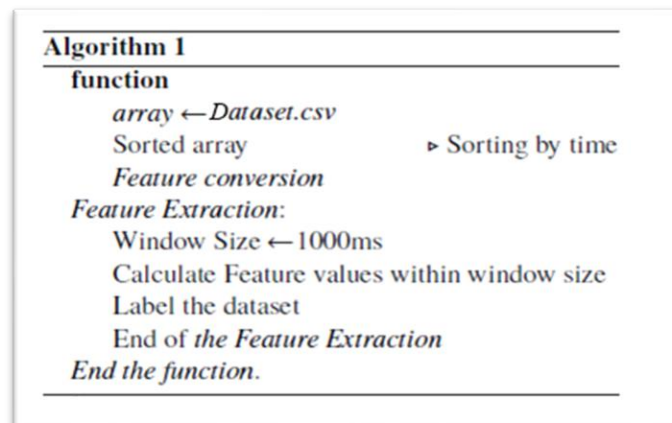 Algorithm 1
function
array ←Dataset.csv
Sorted array ▹ Sorting by time
Feature conversion
Feature Extraction:
Window Size ←1000ms
Calculate Feature values within window size
Label the dataset
End of the Feature Extraction
End the function.